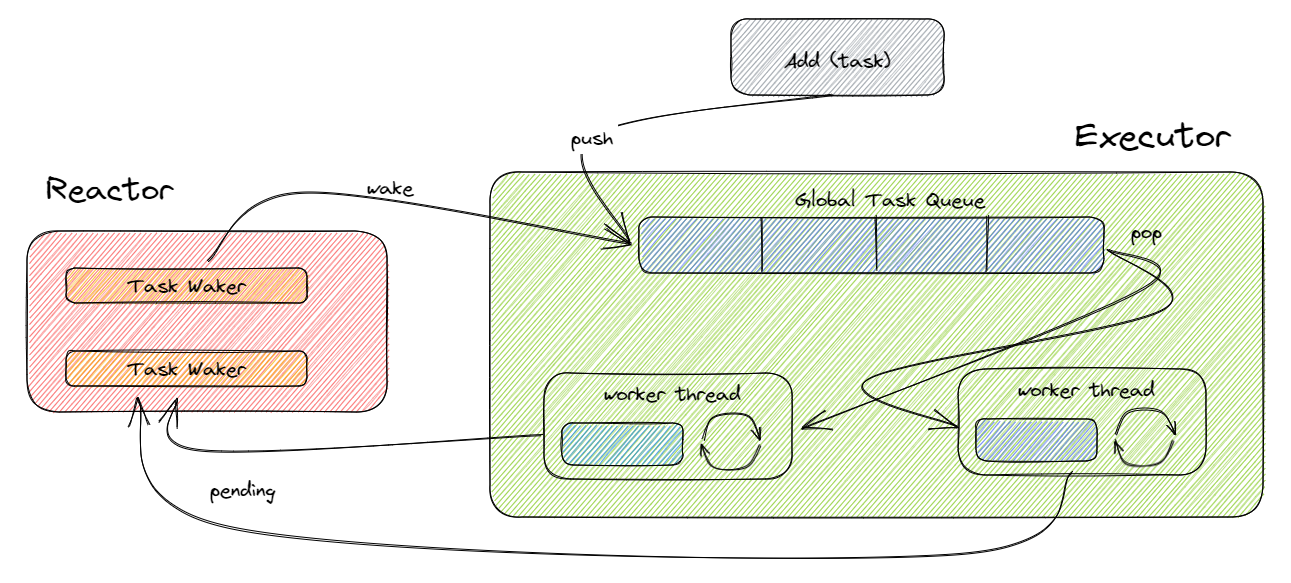 Add (task)
push
Executor
Reactor
wake
Global Task Queue
pop
Task Waker
Task Waker
worker thread
worker thread
pending